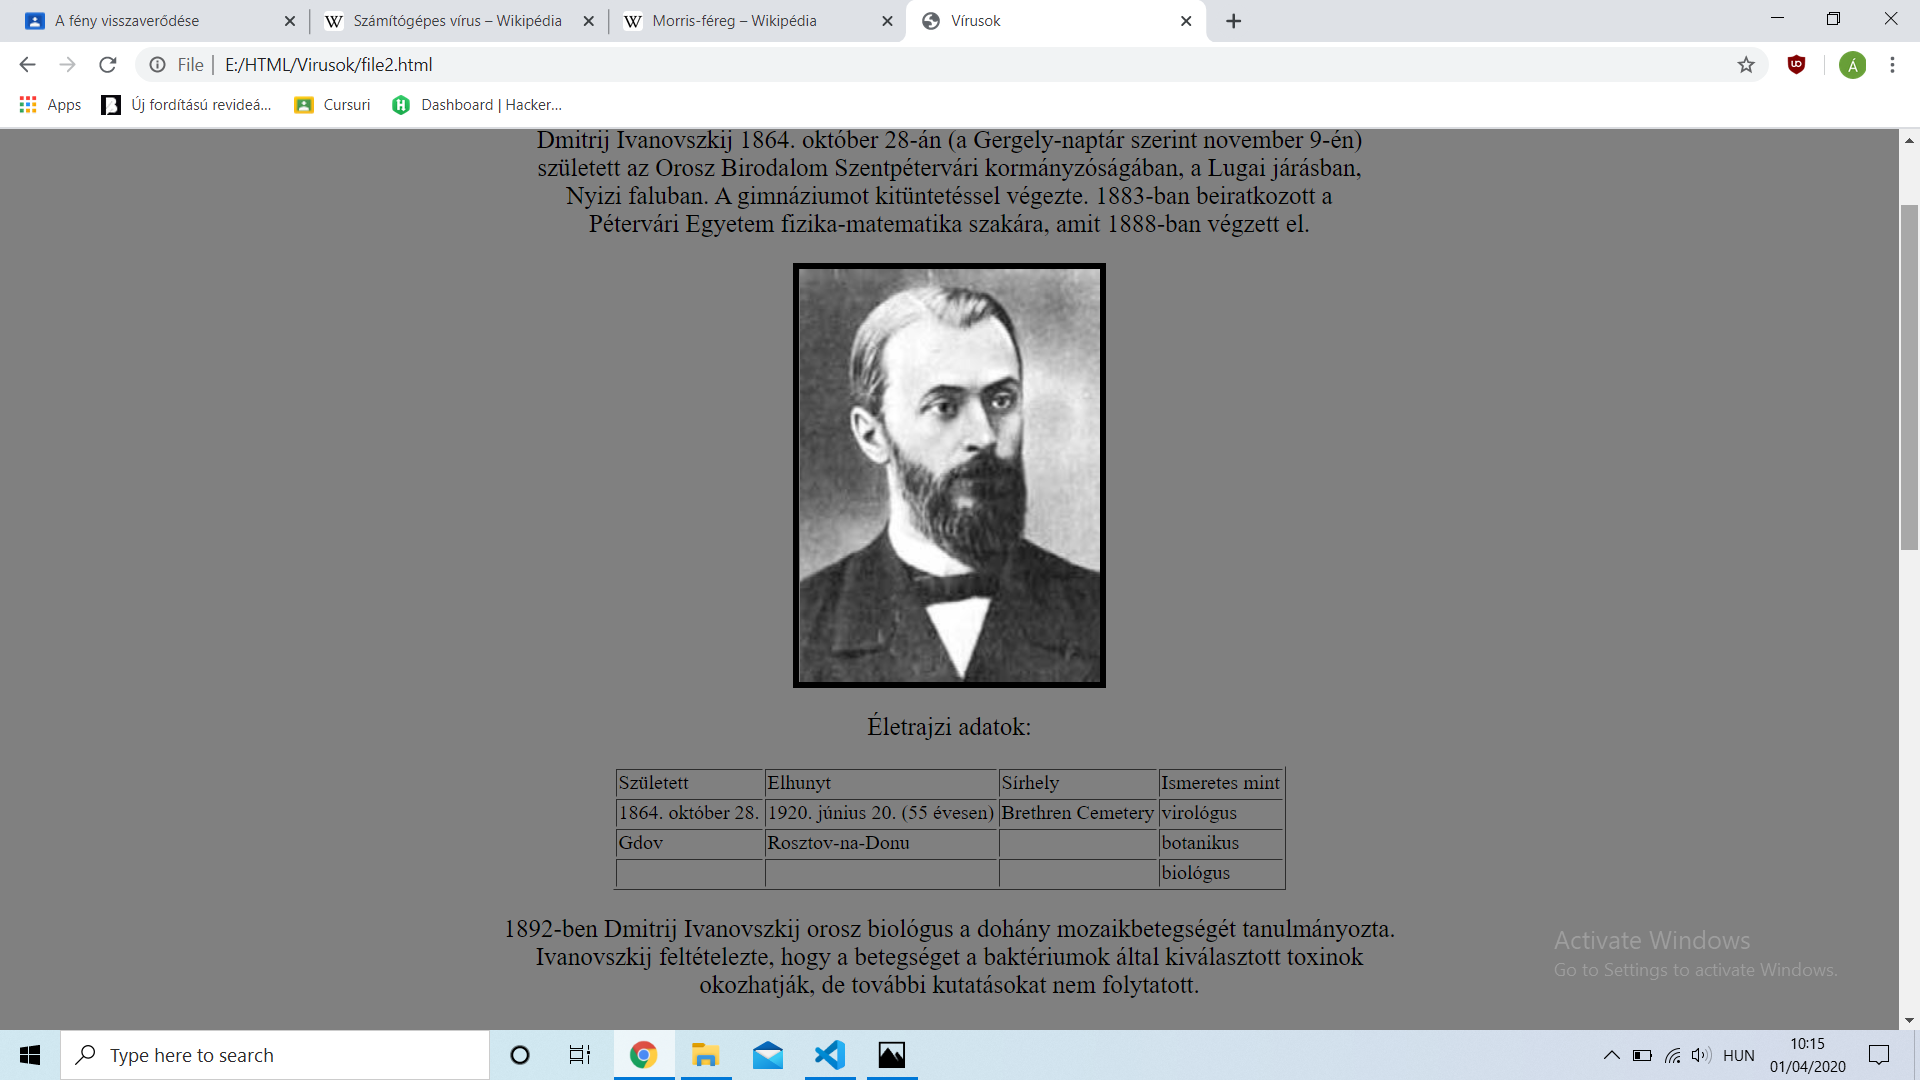 A fény visszaverődése
Számítógépes vírus – Wikipédia
Morris-féreg – Wikipédia
Vírusok
File | E:/HTML/Virusok/file2.html
Á
Apps
Új fordítású revideá...
Cursuri
Dashboard | Hacker...
Dmitrij Ivanovszkij 1864. október 28-án (a Gergely-naptár szerint november 9-én)
született az Orosz Birodalom Szentpétervári kormányzóságában, a Lugai járásban,
Nyizi faluban. A gimnáziumot kitüntetéssel végezte. 1883-ban beiratkozott a
Pétervári Egyetem fizika-matematika szakára, amit 1888-ban végzett el.
Életrajzi adatok:
Született Elhunyt Sírhely Ismeretes mint
1864. október 28. 1920. június 20. (55 évesen) Brethren Cemetery virológus
Gdov Rosztov-na-Donu botanikus
biológus
1892-ben Dmitrij Ivanovszkij orosz biológus a dohány mozaikbetegségét tanulmányozta.
Ivanovszkij feltételezte, hogy a betegséget a baktériumok által kiválasztott toxinok
okozhatják, de további kutatásokat nem folytatott.
Activate Windows
Go to Settings to activate Windows.
Type here to search
HUN
10:15
01/04/2020